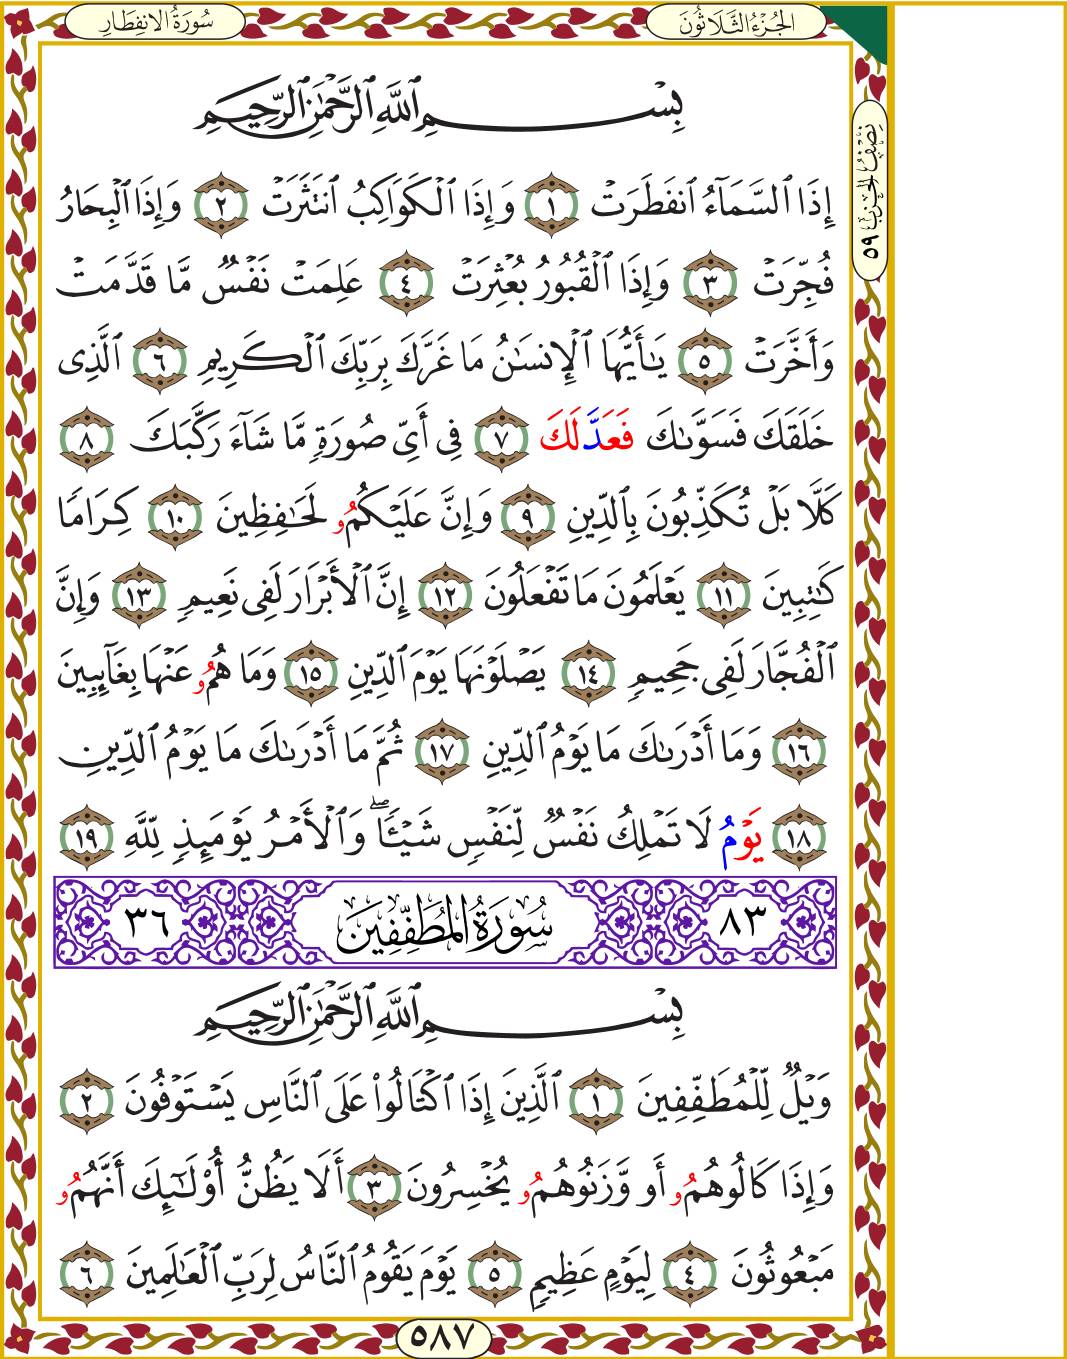 سُورَةُ الِانفِطَارِ
الجُزْءُ الثَّلَاثُونَ
نِصْفُ الحِزْبِ ٥٩
بِسْمِ ٱللَّهِ ٱلرَّحْمَٰنِ ٱلرَّحِيمِ
إِذَا ٱلسَّمَآءُ ٱنفَطَرَتْ ١ وَإِذَا ٱلْكَوَاكِبُ ٱنتَثَرَتْ ٢ وَإِذَا ٱلْبِحَارُ
فُجِّرَتْ ٣ وَإِذَا ٱلْقُبُورُ بُعْثِرَتْ ٤ عَلِمَتْ نَفْسٌ مَّا قَدَّمَتْ
وَأَخَّرَتْ ٥ يَٰٓأَيُّهَا ٱلْإِنسَٰنُ مَا غَرَّكَ بِرَبِّكَ ٱلْكَرِيمِ ٦ ٱلَّذِى
خَلَقَكَ فَسَوَّىٰكَ فَعَدَّلَكَ ٧ فِىٓ أَىِّ صُورَةٍ مَّا شَآءَ رَكَّبَكَ ٨
كَلَّا بَلْ تُكَذِّبُونَ بِٱلدِّينِ ٩ وَإِنَّ عَلَيْكُمُۥ لَحَٰفِظِينَ ١٠ كِرَامًا
كَٰتِبِينَ ١١ يَعْلَمُونَ مَا تَفْعَلُونَ ١٢ إِنَّ ٱلْأَبْرَارَ لَفِى نَعِيمٍ ١٣ وَإِنَّ
ٱلْفُجَّارَ لَفِى جَحِيمٍ ١٤ يَصْلَوْنَهَا يَوْمَ ٱلدِّينِ ١٥ وَمَا هُمُۥ عَنْهَا بِغَآئِبِينَ
١٦ وَمَآ أَدْرَىٰكَ مَا يَوْمُ ٱلدِّينِ ١٧ ثُمَّ مَآ أَدْرَىٰكَ مَا يَوْمُ ٱلدِّينِ
١٨ يَوْمُ لَا تَمْلِكُ نَفْسٌ لِّنَفْسٍ شَيْـًٔا ۖ وَٱلْأَمْرُ يَوْمَئِذٍ لِّلَّهِ ١٩
٨٣ سُورَةُ المُطَفِّفِينَ ٣٦
بِسْمِ ٱللَّهِ ٱلرَّحْمَٰنِ ٱلرَّحِيمِ
وَيْلٌ لِّلْمُطَفِّفِينَ ١ ٱلَّذِينَ إِذَا ٱكْتَالُوا۟ عَلَى ٱلنَّاسِ يَسْتَوْفُونَ ٢
وَإِذَا كَالُوهُمُۥٓ أَو وَّزَنُوهُمُۥ يُخْسِرُونَ ٣ أَلَا يَظُنُّ أُو۟لَٰٓئِكَ أَنَّهُمُۥ
مَبْعُوثُونَ ٤ لِيَوْمٍ عَظِيمٍ ٥ يَوْمَ يَقُومُ ٱلنَّاسُ لِرَبِّ ٱلْعَٰلَمِينَ ٦
٥٨٧